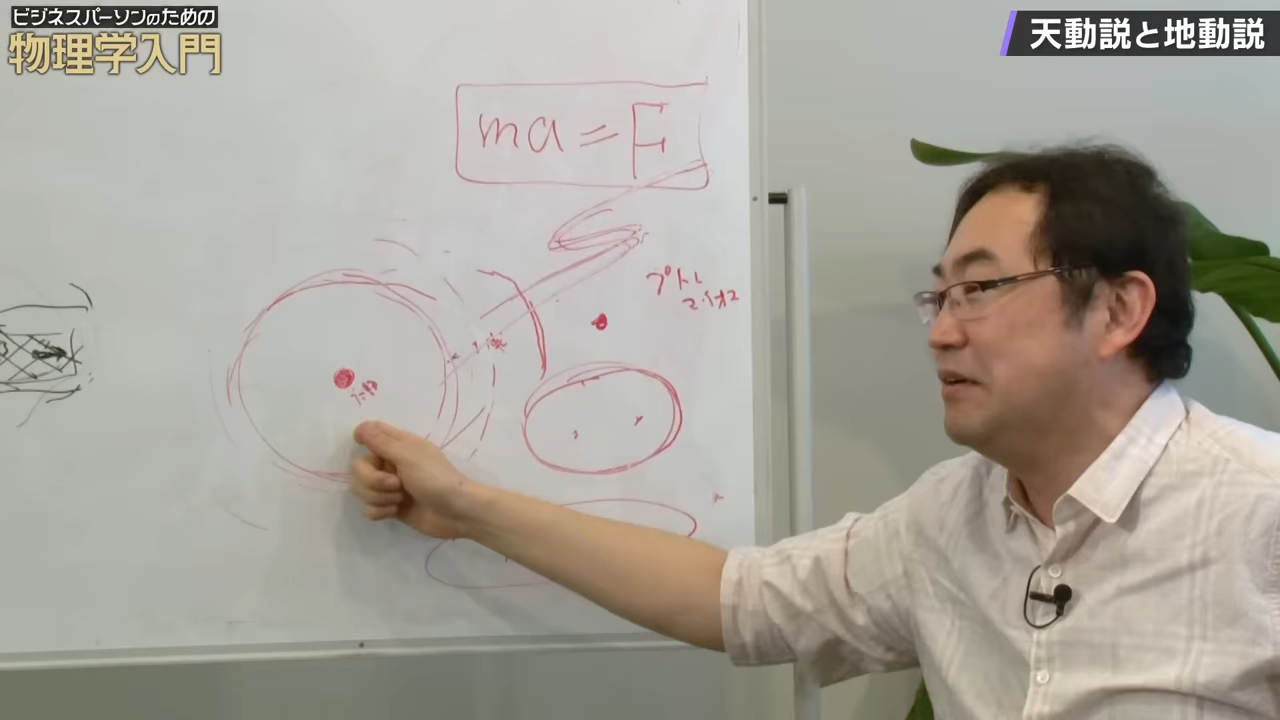 ビジネスパーソンのための
物理学入門
天動説と地動説
ma=F
プトレ
マイオス